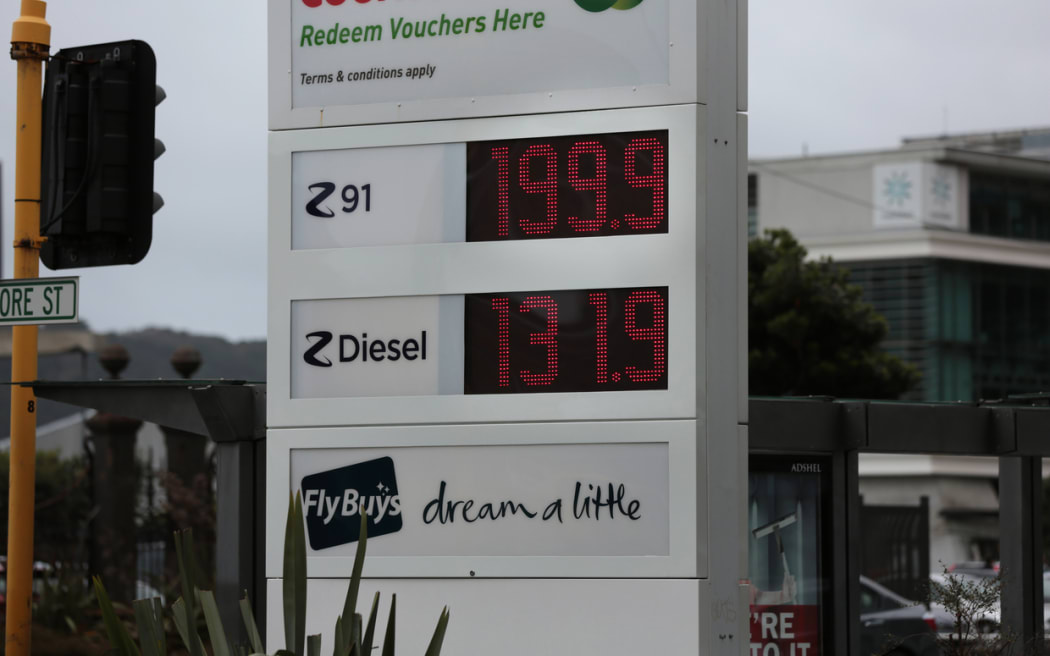 Redeem Vouchers Here
Terms & conditions apply
Z 91 199.9
ORE ST
Z Diesel 131.9
8
FlyBuys dream a little
ADSHEL
'RE
TO IT